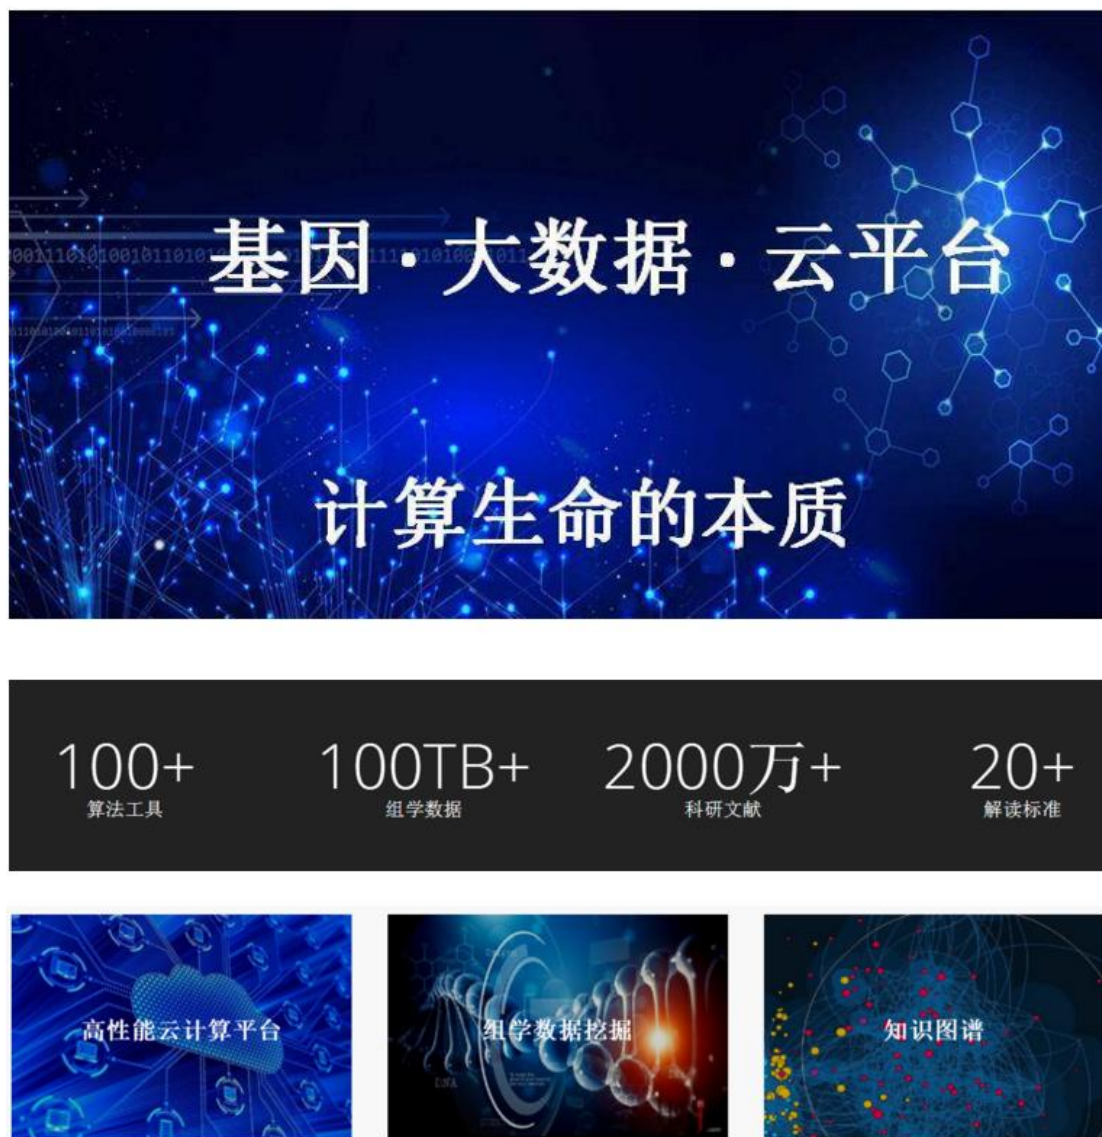 基因·大数据·云平台
计算生命的本质
100+ 100TB+ 2000万+ 20+
算法工具 组学数据 科研文献 解读标准
高性能云计算平台 组学数据挖掘 知识图谱